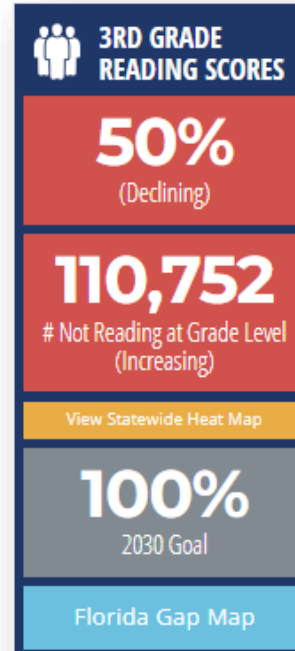 3RD GRADE
READING SCORES
50%
(Declining)
110,752
# Not Reading at Grade Level
(Increasing)
View Statewide Heat Map
100%
2030 Goal
Florida Gap Map